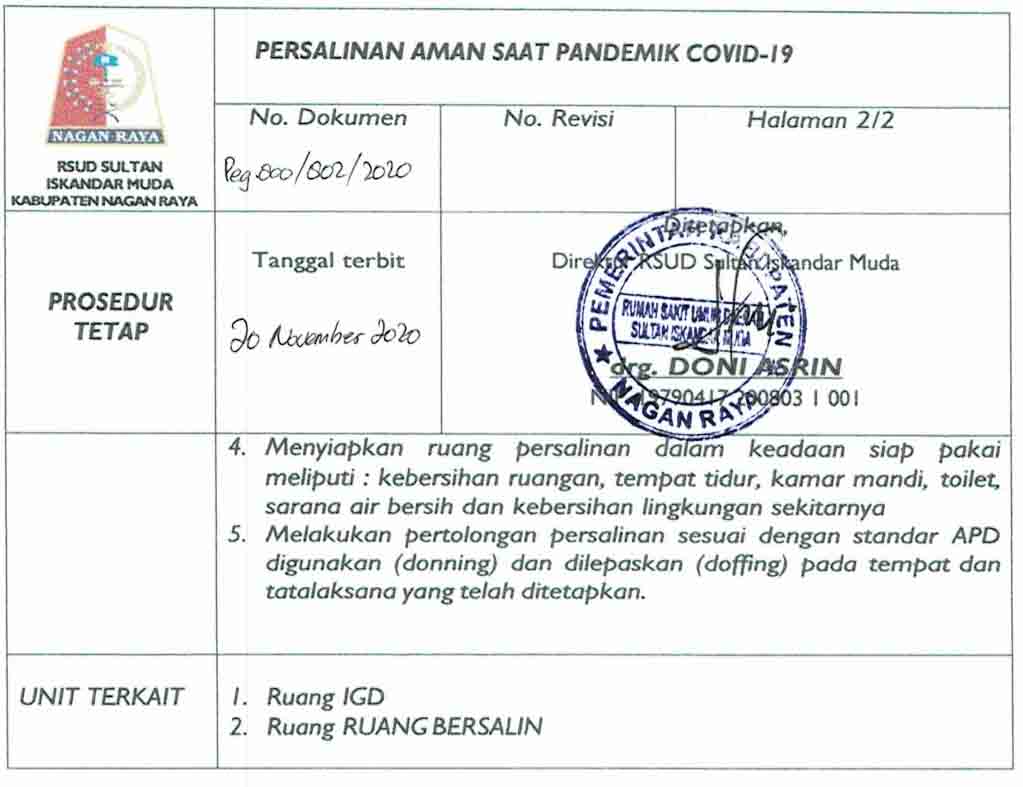 PERSALINAN AMAN SAAT PANDEMIK COVID-19
NAGAN RAYA
RSUD SULTAN
ISKANDAR MUDA
KABUPATEN NAGAN RAYA
No. Dokumen
No. Revisi
Halaman 2/2
Peg.800/802/2020
PROSEDUR
TETAP
Tanggal terbit
20 November 2020
Ditetapkan,
Direktur RSUD Sultan Iskandar Muda
PEMERINTAH KABUPATEN
RUMAH SAKIT UMUM DAERAH
SULTAN ISKANDAR MUDA
NAGAN RAYA
drg. DONI ASRIN
19790417 200803 1 001
4. Menyiapkan ruang persalinan dalam keadaan siap pakai
meliputi : kebersihan ruangan, tempat tidur, kamar mandi, toilet,
sarana air bersih dan kebersihan lingkungan sekitarnya
5. Melakukan pertolongan persalinan sesuai dengan standar APD
digunakan (donning) dan dilepaskan (doffing) pada tempat dan
tatalaksana yang telah ditetapkan.
UNIT TERKAIT
1. Ruang IGD
2. Ruang RUANG BERSALIN